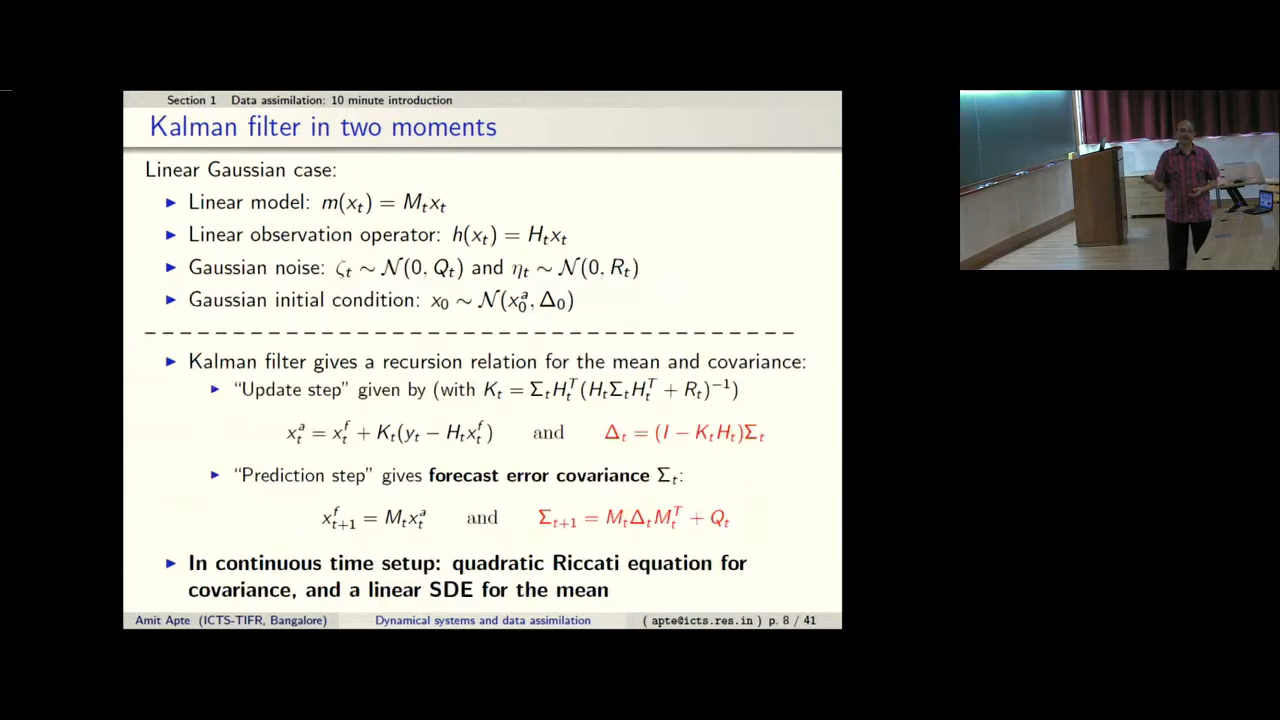 Section 1 Data assimilation: 10 minute introduction
Kalman filter in two moments
Linear Gaussian case:
▶ Linear model: m(x_t) = M_t x_t
▶ Linear observation operator: h(x_t) = H_t x_t
▶ Gaussian noise: ζ_t ∼ 𝒩(0, Q_t) and η_t ∼ 𝒩(0, R_t)
▶ Gaussian initial condition: x_0 ∼ 𝒩(x_0^a, Δ_0)
▶ Kalman filter gives a recursion relation for the mean and covariance:
▶ “Update step” given by (with K_t = Σ_t H_t^T (H_t Σ_t H_t^T + R_t)^{-1})
x_t^a = x_t^f + K_t(y_t − H_t x_t^f) and Δ_t = (I − K_t H_t)Σ_t
▶ “Prediction step” gives forecast error covariance Σ_t:
x_{t+1}^f = M_t x_t^a and Σ_{t+1} = M_t Δ_t M_t^T + Q_t
▶ In continuous time setup: quadratic Riccati equation for
covariance, and a linear SDE for the mean
Amit Apte (ICTS-TIFR, Bangalore) Dynamical systems and data assimilation ( apte@icts.res.in ) p. 8 / 41